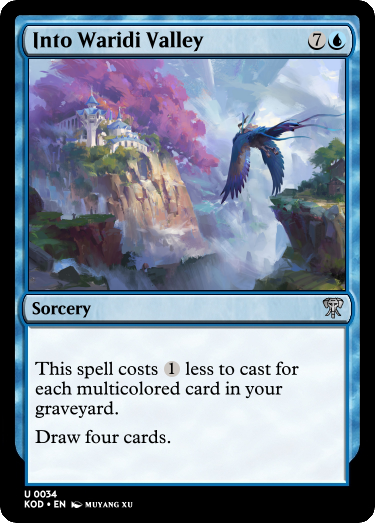 Into Waridi Valley 7
Sorcery
This spell costs 1 less to cast for
each multicolored card in your
graveyard.
Draw four cards.
U 0034
KOD • EN MUYANG XU